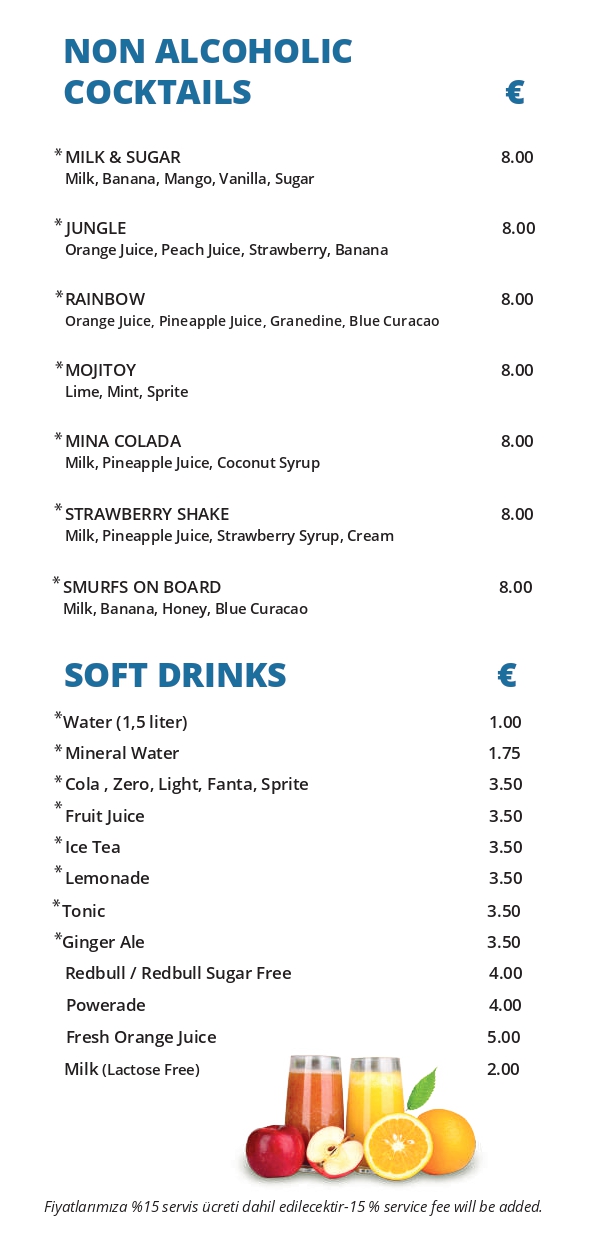 NON ALCOHOLIC
COCKTAILS €
*MILK & SUGAR 8.00
Milk, Banana, Mango, Vanilla, Sugar
*JUNGLE 8.00
Orange Juice, Peach Juice, Strawberry, Banana
*RAINBOW 8.00
Orange Juice, Pineapple Juice, Granedine, Blue Curacao
*MOJITOY 8.00
Lime, Mint, Sprite
*MINA COLADA 8.00
Milk, Pineapple Juice, Coconut Syrup
*STRAWBERRY SHAKE 8.00
Milk, Pineapple Juice, Strawberry Syrup, Cream
*SMURFS ON BOARD 8.00
Milk, Banana, Honey, Blue Curacao
SOFT DRINKS €
*Water (1,5 liter) 1.00
*Mineral Water 1.75
*Cola , Zero, Light, Fanta, Sprite 3.50
*Fruit Juice 3.50
*Ice Tea 3.50
*Lemonade 3.50
*Tonic 3.50
*Ginger Ale 3.50
Redbull / Redbull Sugar Free 4.00
Powerade 4.00
Fresh Orange Juice 5.00
Milk (Lactose Free) 2.00
Fiyatlarımıza %15 servis ücreti dahil edilecektir-15 % service fee will be added.